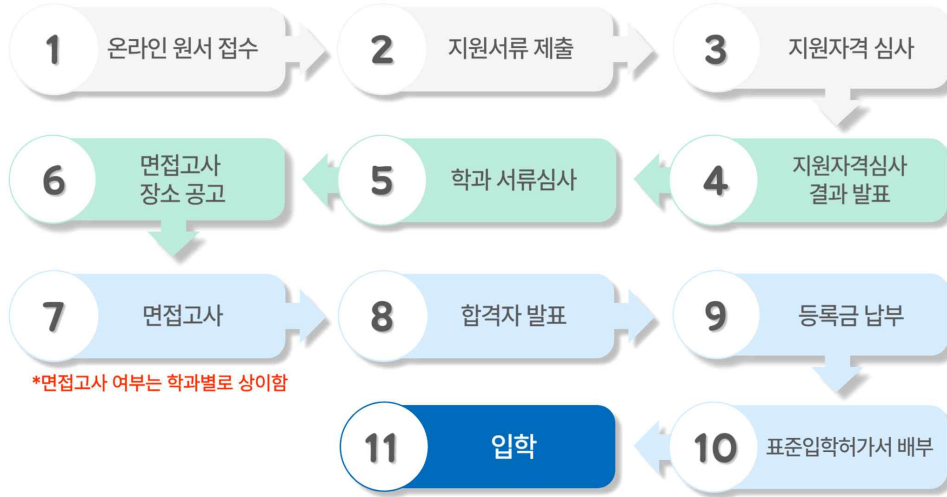 1 온라인 원서 접수
2 지원서류 제출
3 지원자격 심사
4 지원자격심사
결과 발표
5 학과 서류심사
6 면접고사
장소 공고
7 면접고사
*면접고사 여부는 학과별로 상이함
8 합격자 발표
9 등록금 납부
10 표준입학허가서 배부
11 입학